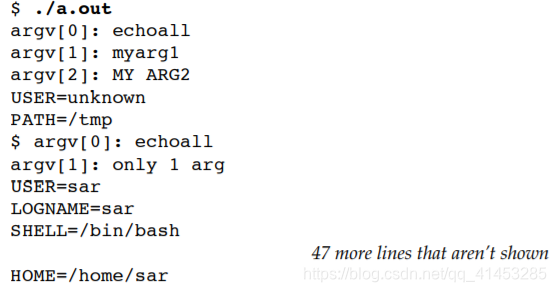 $ ./a.out
argv[0]: echoall
argv[1]: myarg1
argv[2]: MY ARG2
USER=unknown
PATH=/tmp
$ argv[0]: echoall
argv[1]: only 1 arg
USER=sar
LOGNAME=sar
SHELL=/bin/bash
47 more lines that aren't shown
HOME=/home/sar
https://blog.csdn.net/qq_41453285